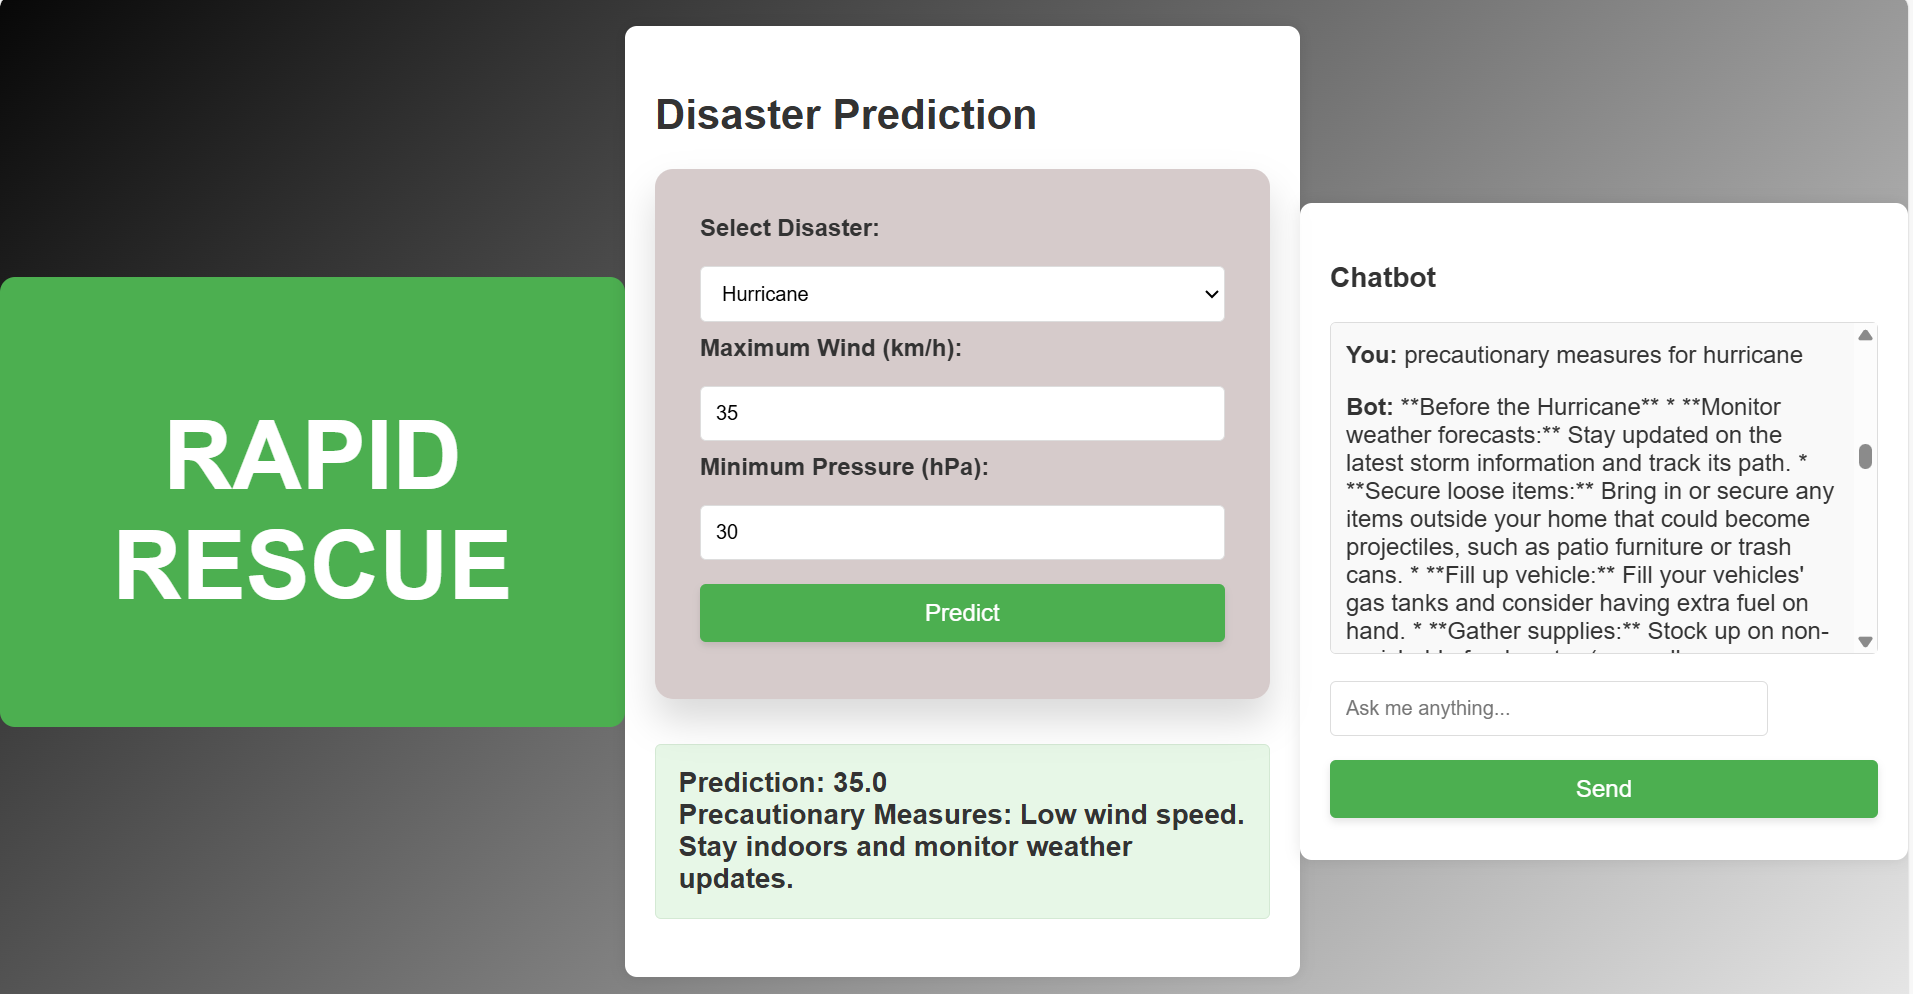 RAPID
RESCUE
Disaster Prediction
Select Disaster:
Hurricane
Maximum Wind (km/h):
35
Minimum Pressure (hPa):
30
Predict
Prediction: 35.0
Precautionary Measures: Low wind speed.
Stay indoors and monitor weather
updates.
Chatbot
You: precautionary measures for hurricane
Bot: **Before the Hurricane** * **Monitor
weather forecasts:** Stay updated on the
latest storm information and track its path. *
**Secure loose items:** Bring in or secure any
items outside your home that could become
projectiles, such as patio furniture or trash
cans. * **Fill up vehicle:** Fill your vehicles'
gas tanks and consider having extra fuel on
hand. * **Gather supplies:** Stock up on non-
Ask me anything...
Send